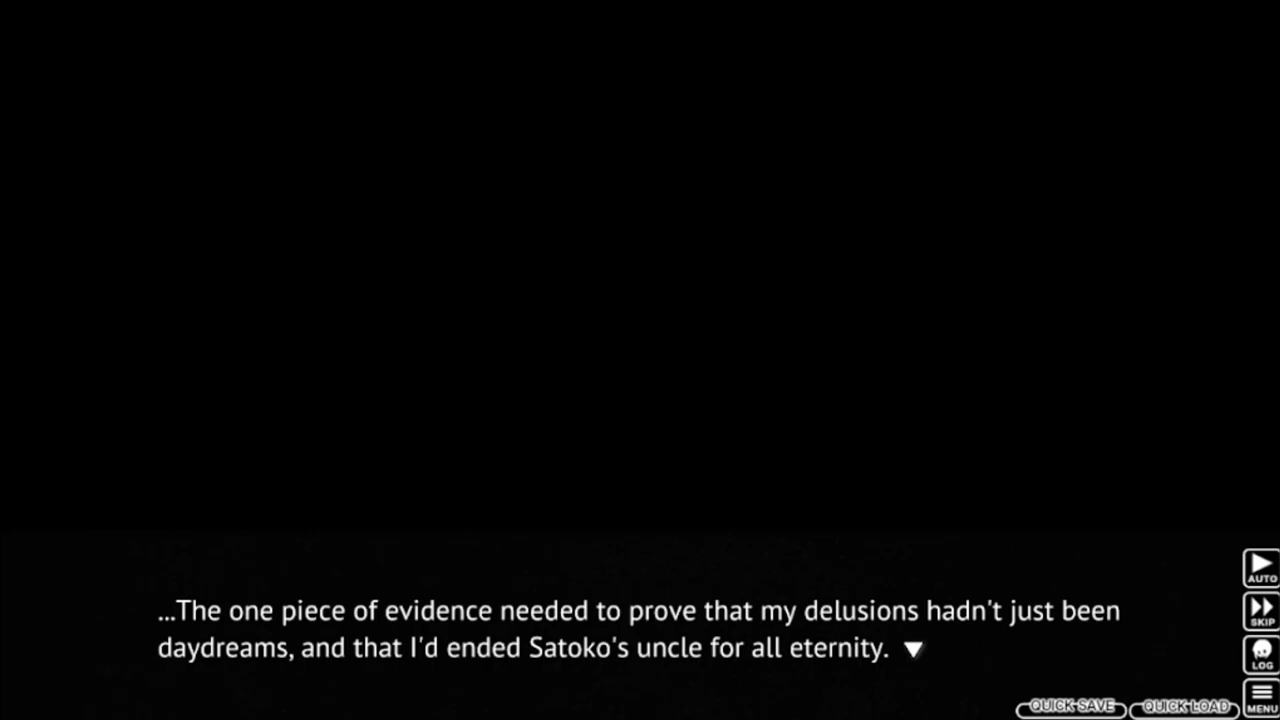 ...The one piece of evidence needed to prove that my delusions hadn't just been
daydreams, and that I'd ended Satoko's uncle for all eternity.
AUTO
SKIP
LOG
MENU
QUICK SAVE QUICK LOAD